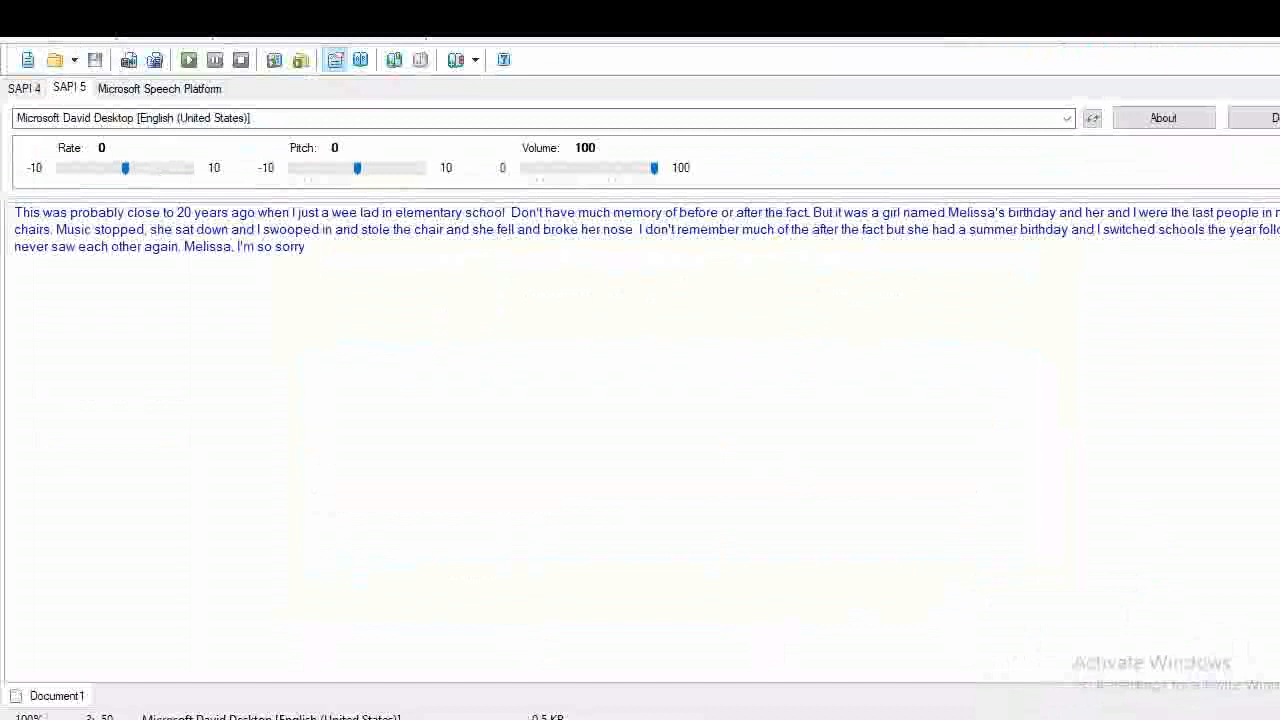 SAPI 4 SAPI 5 Microsoft Speech Platform
Microsoft David Desktop [English (United States)] About
Rate: 0 Pitch: 0 Volume: 100
-10 10 -10 10 0 100
This was probably close to 20 years ago when I just a wee lad in elementary school! Don't have much memory of before or after the fact. But it was a girl named Melissa's birthday and her and I were the last people in
chairs. Music stopped, she sat down and I swooped in and stole the chair and she fell and broke her nose I don't remember much of the after the fact but she had a summer birthday and I switched schools the year
never saw each other again. Melissa. I'm so sorry
Activate Windows
Document1
100% 3: 50 Microsoft David Desktop [English (United States)] 0.5 KB